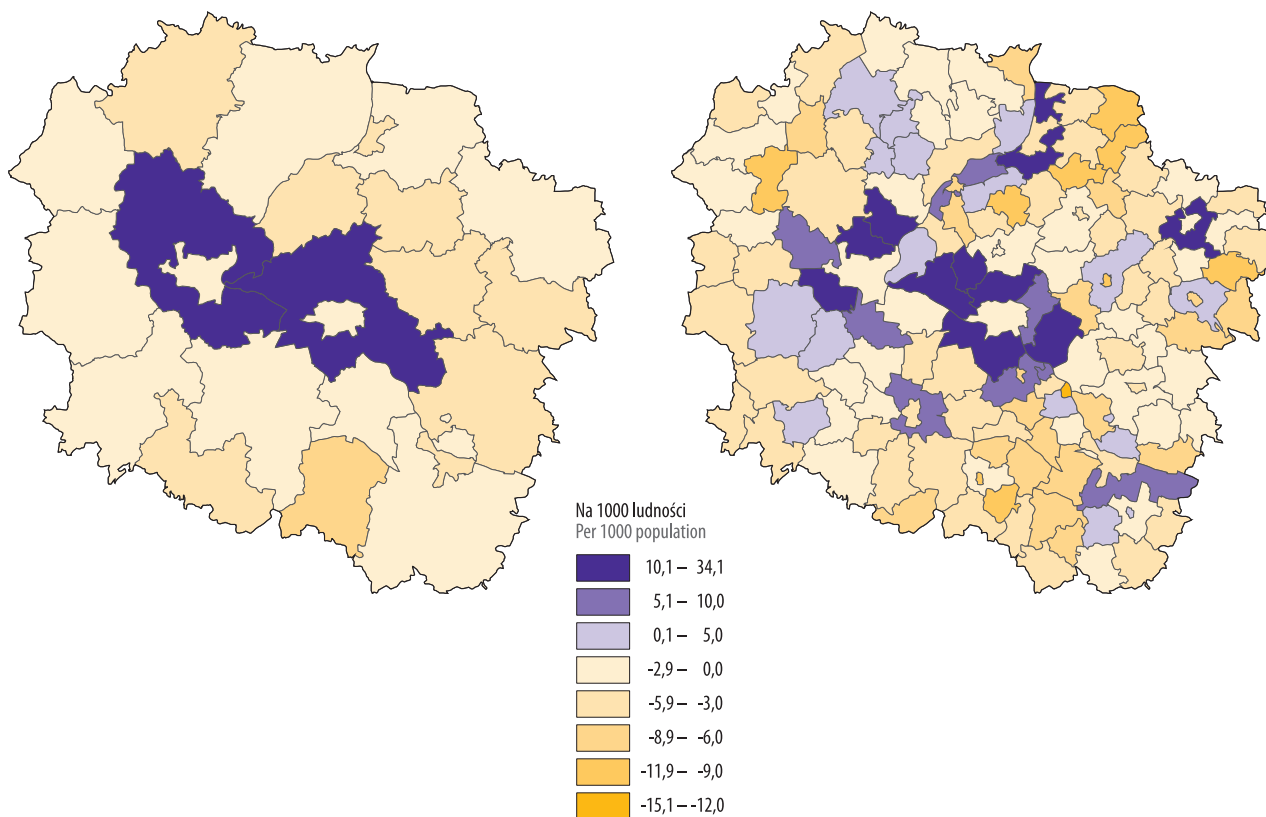 Na 1000 ludności
Per 1000 population
10,1 – 34,1
5,1 – 10,0
0,1 – 5,0
-2,9 – 0,0
-5,9 – -3,0
-8,9 – -6,0
-11,9 – -9,0
-15,1 – -12,0